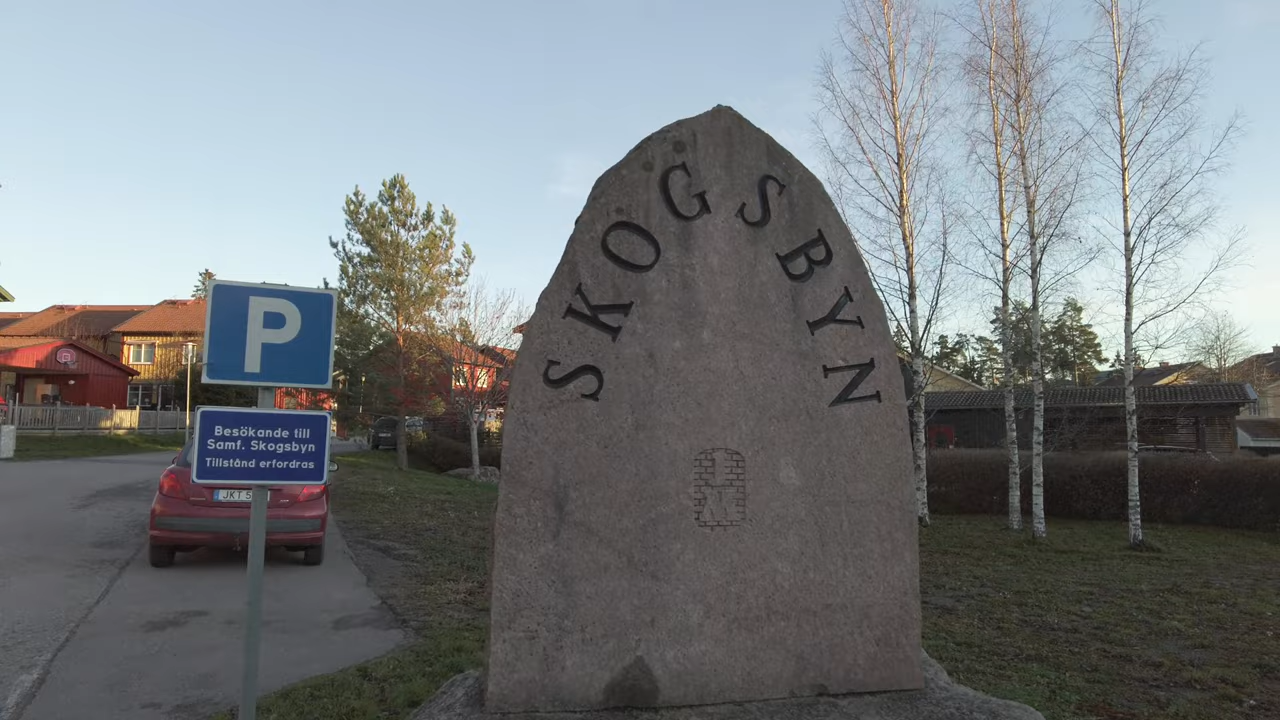 P
Besökande till
Samf. Skogsbyn
Tillstånd erfordras
SKOGSBYN